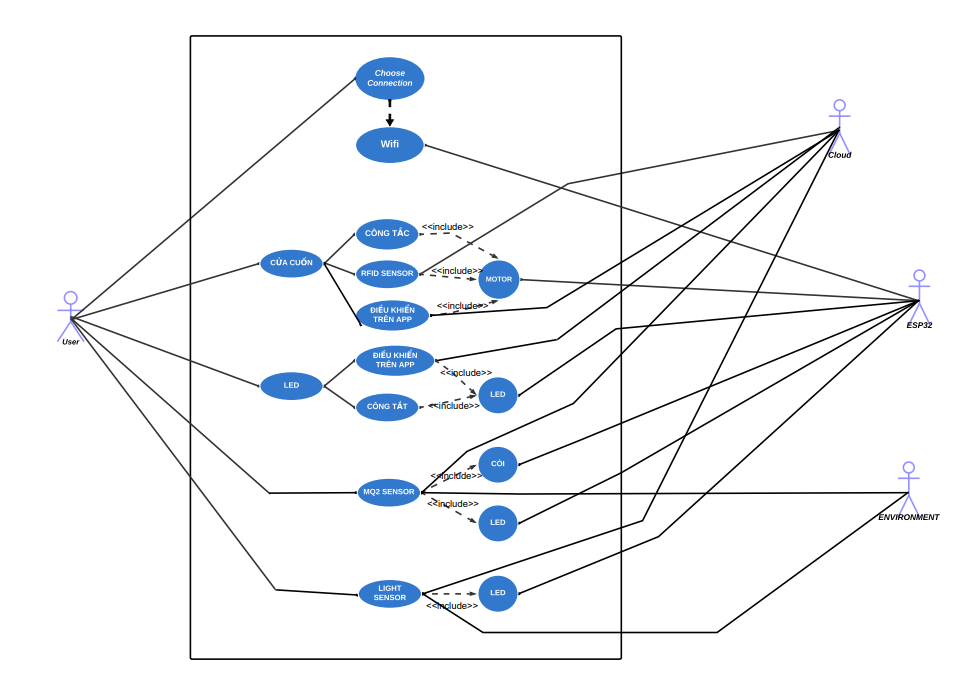 Choose
Connection
Wifi
Cloud
CÔNG TẮC
<<include>>
CỬA CUỐN
RFID SENSOR
<<include>>
MOTOR
ĐIỀU KHIỂN
TRÊN APP
<<include>>
User
ESP32
ĐIỀU KHIỂN
TRÊN APP
<<include>>
LED
LED
CÔNG TẮT
<<include>>
CÒI
<<include>>
MQ2 SENSOR
<<include>>
LED
ENVIRONMENT
LIGHT
SENSOR
LED
<<include>>